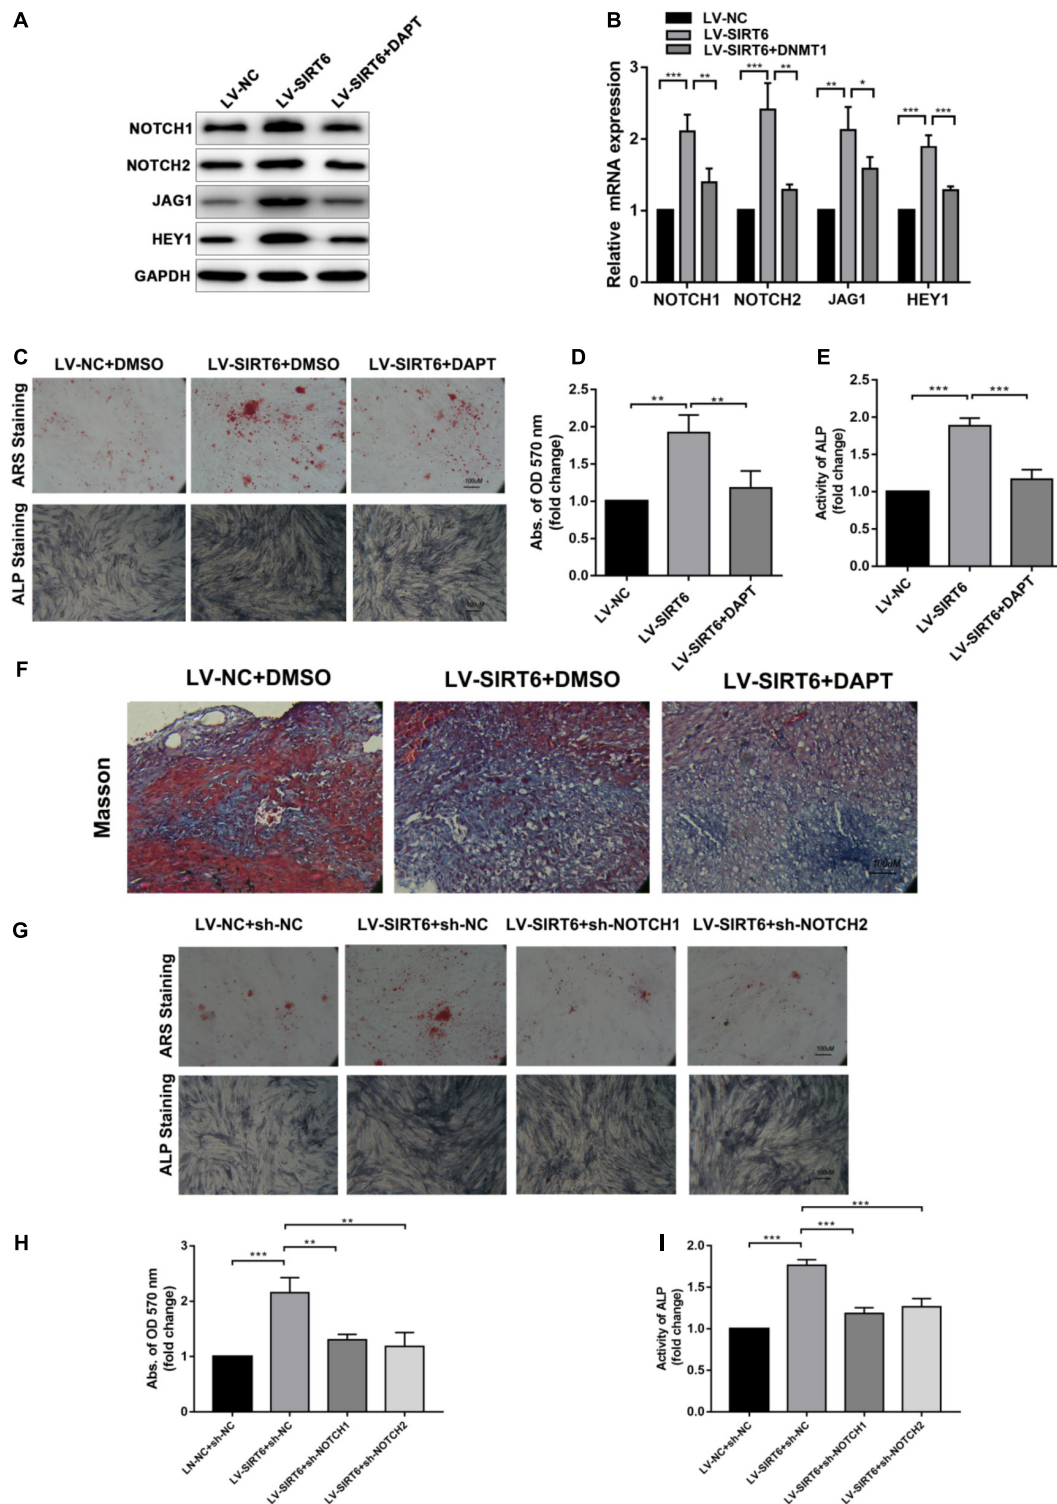 A
LV-NC
LV-SIRT6
LV-SIRT6+DAPT
NOTCH1
NOTCH2
JAG1
HEY1
GAPDH
B
LV-NC
LV-SIRT6
LV-SIRT6+DNMT1
Relative mRNA expression
3
2
1
0
*** ** *** ** ** * *** ***
NOTCH1 NOTCH2 JAG1 HEY1
C
LV-NC+DMSO LV-SIRT6+DMSO LV-SIRT6+DAPT
ARS Staining
100uM
ALP Staining
100uM
D
Abs. of OD 570 nm
(fold change)
2.5
2.0
1.5
1.0
0.5
0.0
** **
LV-NC
LV-SIRT6
LV-SIRT6+DAPT
E
Activity of ALP
(fold change)
2.5
2.0
1.5
1.0
0.5
0.0
*** ***
LV-NC
LV-SIRT6
LV-SIRT6+DAPT
F
LV-NC+DMSO LV-SIRT6+DMSO LV-SIRT6+DAPT
Masson
100uM
G
LV-NC+sh-NC LV-SIRT6+sh-NC LV-SIRT6+sh-NOTCH1 LV-SIRT6+sh-NOTCH2
ARS Staining
100uM
ALP Staining
100uM
H
Abs. of OD 570 nm
(fold change)
3
2
1
0
**
**
***
LN-NC+sh-NC
LV-SIRT6+sh-NC
LV-SIRT6+sh-NOTCH1
LV-SIRT6+sh-NOTCH2
I
Activity of ALP
(fold change)
2.0
1.5
1.0
0.5
0.0
***
***
***
LV-NC+sh-NC
LV-SIRT6+sh-NC
LV-SIRT6+sh-NOTCH1
LV-SIRT6+sh-NOTCH2